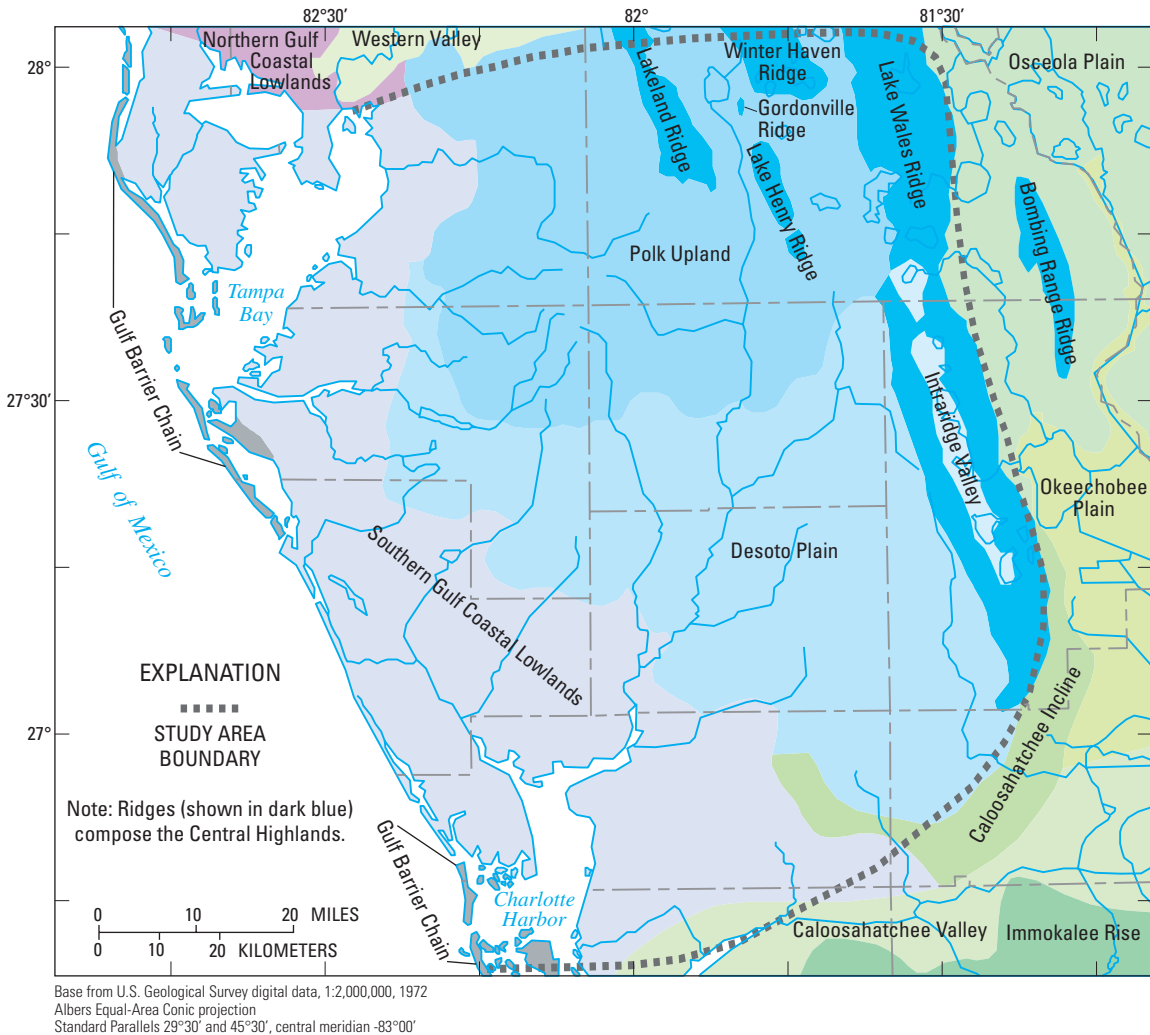 82°30′
82°
81°30′
28°
27°30′
27°
Northern Gulf
Coastal
Lowlands
Western Valley
Lakeland Ridge
Winter Haven
Ridge
Gordonville
Ridge
Lake Henry Ridge
Lake Wales Ridge
Osceola Plain
Bombing Range Ridge
Polk Upland
Tampa
Bay
Gulf Barrier Chain
Gulf of Mexico
Intraridge Valley
Okeechobee
Plain
Desoto Plain
Southern Gulf Coastal Lowlands
EXPLANATION
STUDY AREA
BOUNDARY
Note: Ridges (shown in dark blue)
compose the Central Highlands.
Caloosahatchee Incline
Gulf Barrier Chain
Charlotte
Harbor
Caloosahatchee Valley
Immokalee Rise
0 10 20 MILES
0 10 20 KILOMETERS
Base from U.S. Geological Survey digital data, 1:2,000,000, 1972
Albers Equal-Area Conic projection
Standard Parallels 29°30′ and 45°30′, central meridian -83°00′